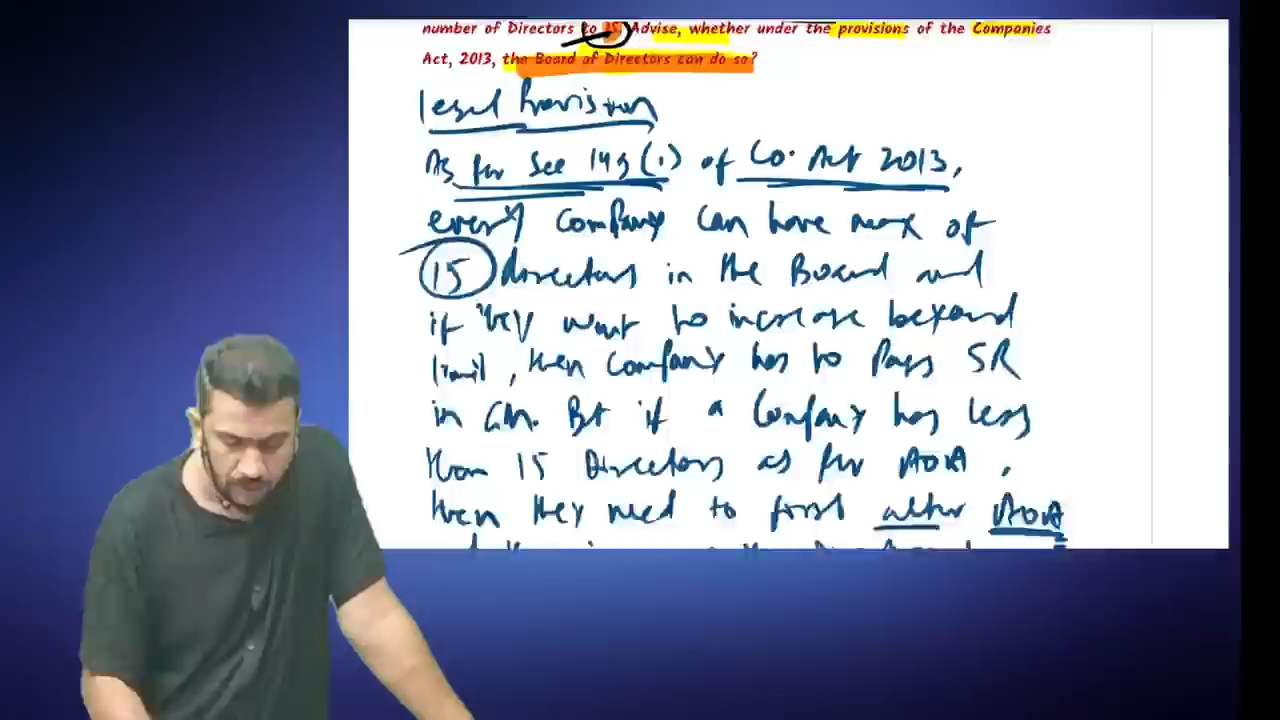 number of Directors to 15. Advise, whether under the provisions of the Companies
Act, 2013, the Board of Directors can do so?
legal Provision
As per Sec 149(1) of Co. Act 2013,
every Company can have max of
15 directors in the Board and
if they want to increase beyond
limit, then Company has to Pass SR
in GM. But if a Company has less
than 15 Directors as per AOA,
then they need to first alter AOA